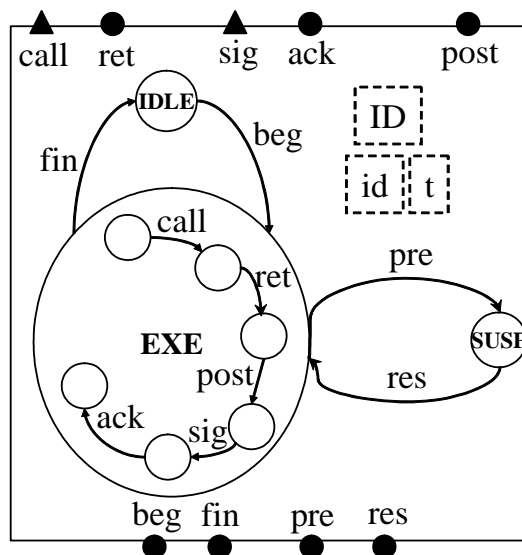 call ret sig ack post
IDLE
ID
fin beg
id t
call
ret
pre
EXE
SUSP
post
res
ack sig
beg fin pre res